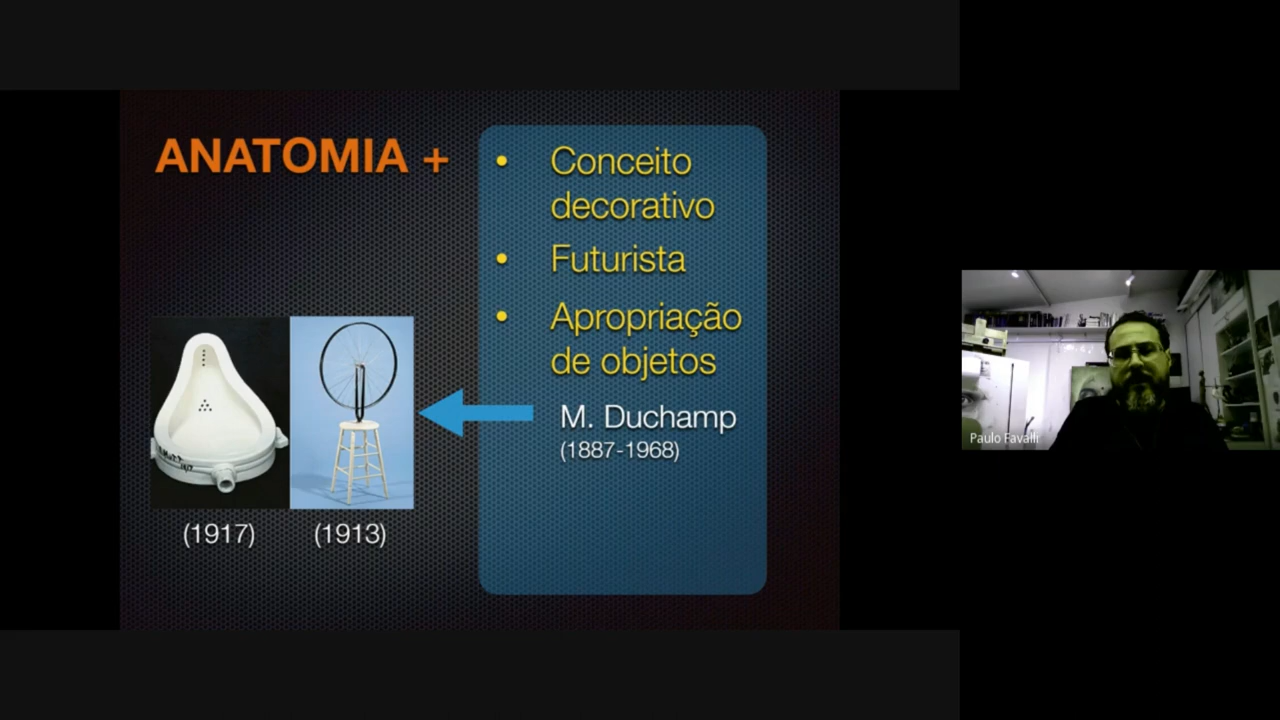 ANATOMIA +
• Conceito
decorativo
• Futurista
• Apropriação
de objetos
M. Duchamp
(1887-1968)
(1917)
(1913)
Paulo Favalli